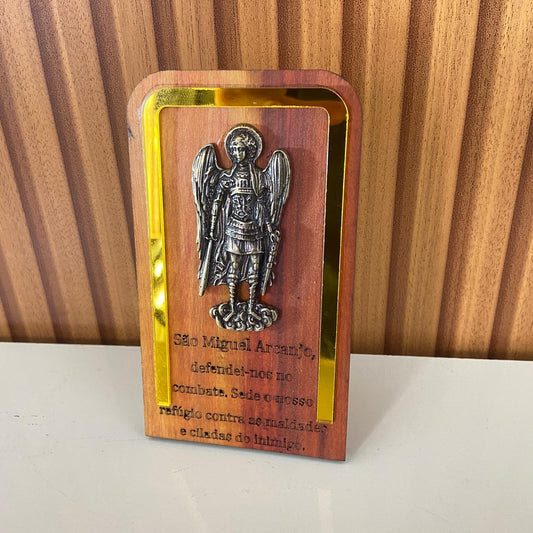 São Miguel Arcanjo,
defendei-nos no
combate. Sede o nosso
refúgio contra as maldades
e ciladas do inimigo.